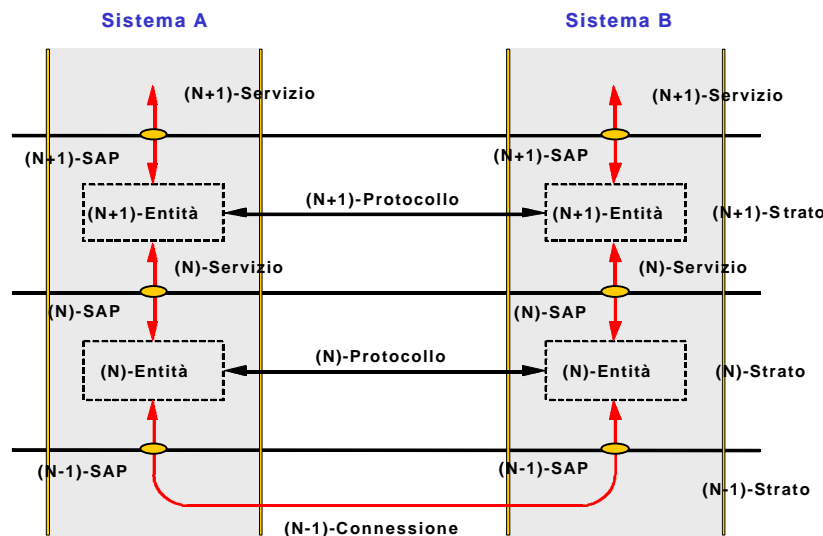 Sistema A
Sistema B
(N+1)-Servizio
(N+1)-Servizio
(N+1)-SAP
(N+1)-SAP
(N+1)-Protocollo
(N+1)-Entità
(N+1)-Entità
(N+1)-Strato
(N)-Servizio
(N)-Servizio
(N)-SAP
(N)-SAP
(N)-Protocollo
(N)-Entità
(N)-Entità
(N)-Strato
(N-1)-SAP
(N-1)-SAP
(N-1)-Strato
(N-1)-Connessione